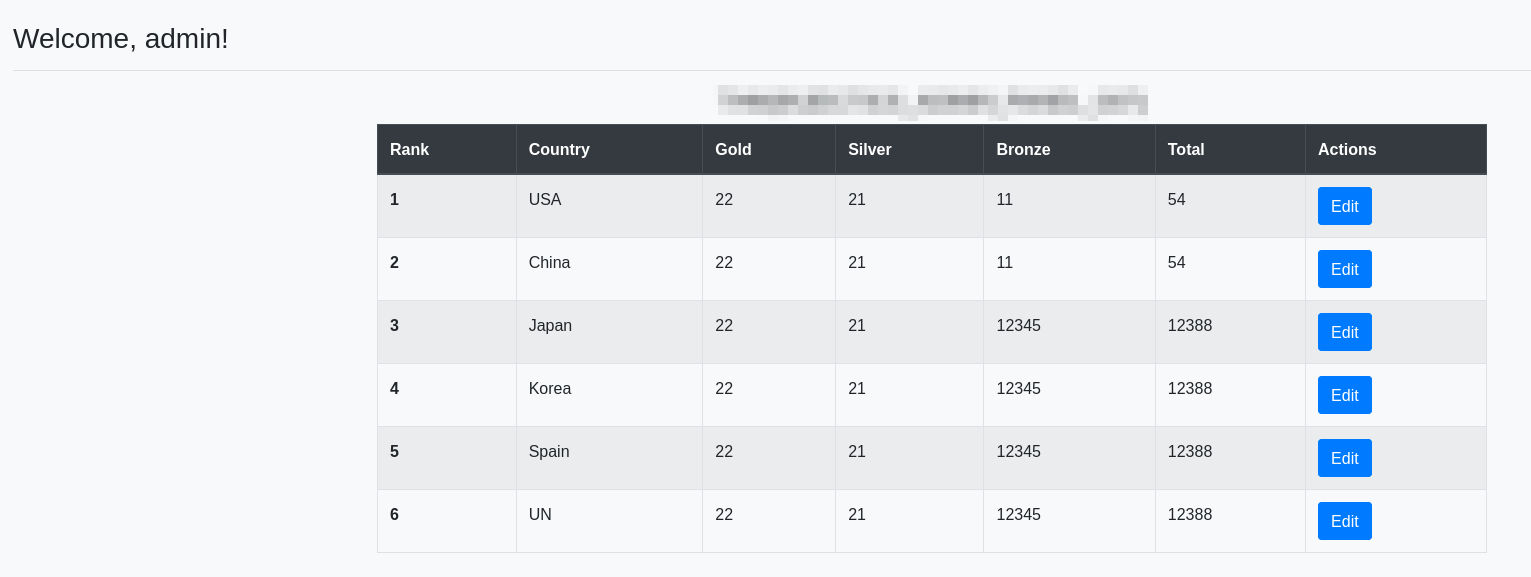 Welcome, admin!
Rank Country Gold Silver Bronze Total Actions
1 USA 22 21 11 54 Edit
2 China 22 21 11 54 Edit
3 Japan 22 21 12345 12388 Edit
4 Korea 22 21 12345 12388 Edit
5 Spain 22 21 12345 12388 Edit
6 UN 22 21 12345 12388 Edit